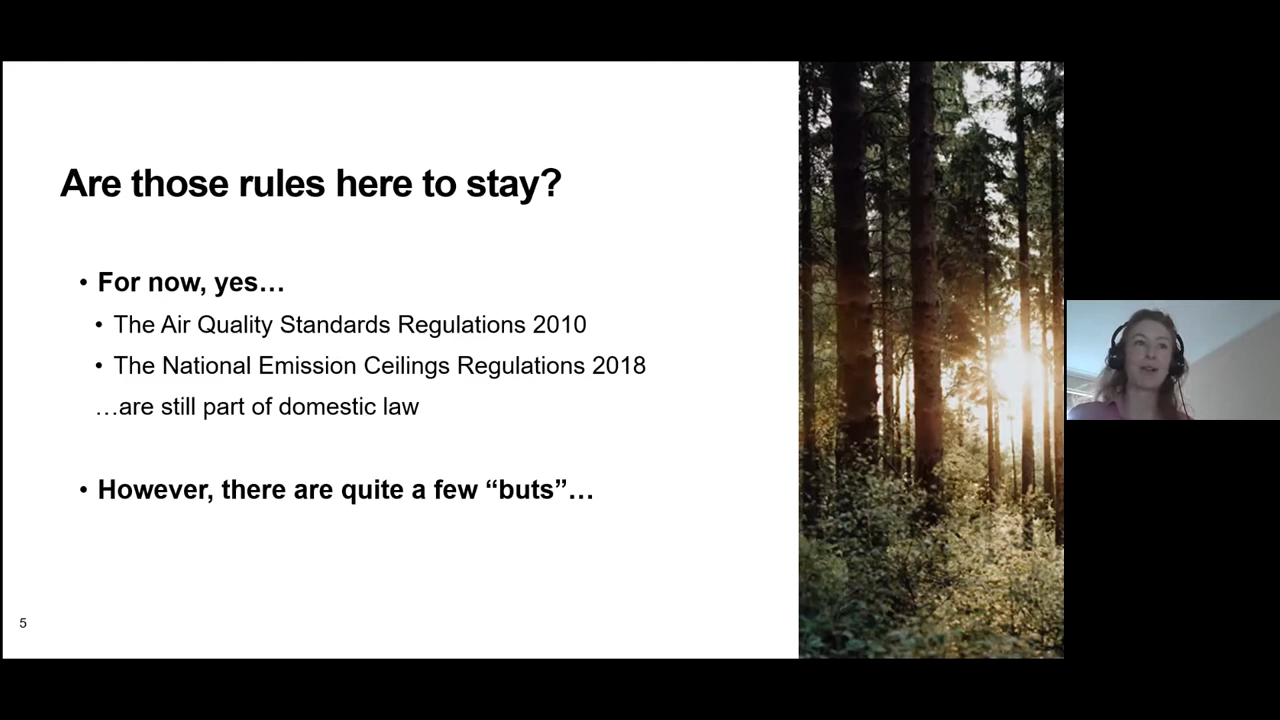 Are those rules here to stay?
• For now, yes…
• The Air Quality Standards Regulations 2010
• The National Emission Ceilings Regulations 2018
…are still part of domestic law
• However, there are quite a few “buts”…
5